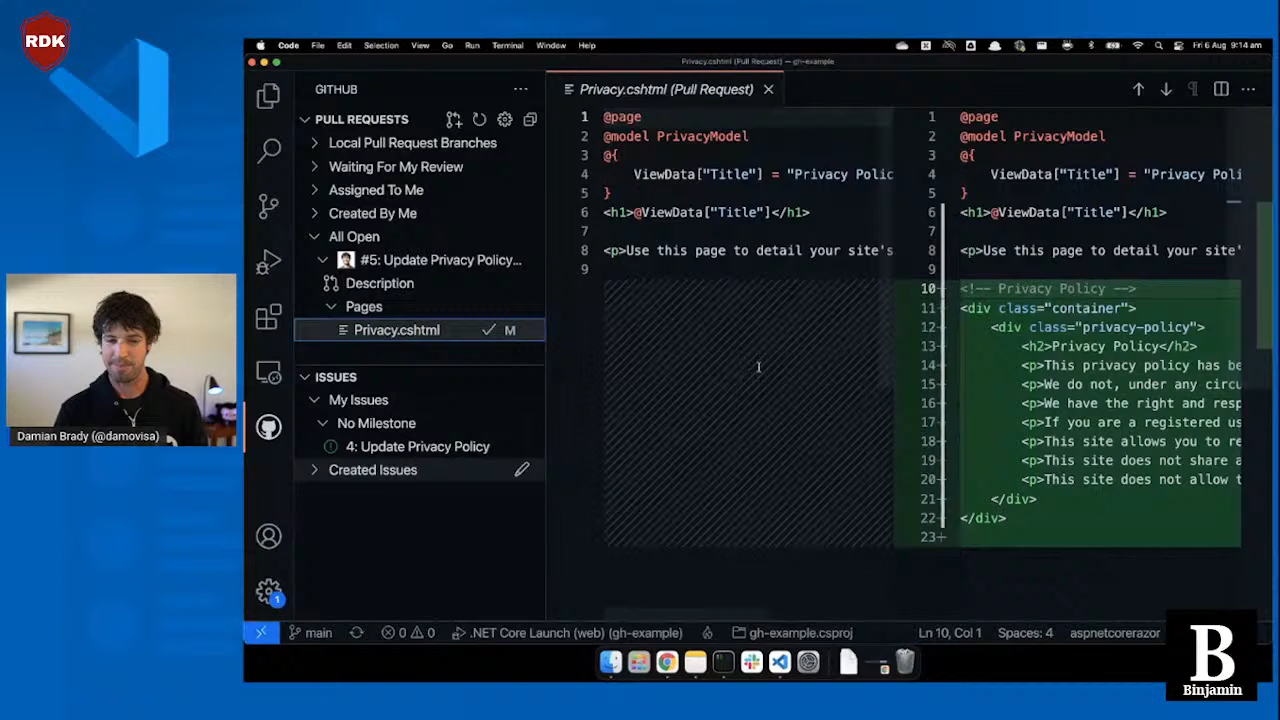 RDK
Code File Edit Selection View Go Run Terminal Window Help
Fri 6 Aug 9:14 am
Privacy.cshtml (Pull Request) — gh-example
GITHUB
Privacy.cshtml (Pull Request)
PULL REQUESTS
Local Pull Request Branches
Waiting For My Review
Assigned To Me
Created By Me
All Open
#5: Update Privacy Policy...
Description
Pages
Privacy.cshtml M
ISSUES
My Issues
No Milestone
4: Update Privacy Policy
Created Issues
1 @page
2 @model PrivacyModel
3 @{
4 ViewData["Title"] = "Privacy Polic
5 }
6 <h1>@ViewData["Title"]</h1>
7
8 <p>Use this page to detail your site's
9
1 @page
2 @model PrivacyModel
3 @{
4 ViewData["Title"] = "Privacy Poli
5 }
6 <h1>@ViewData["Title"]</h1>
7
8 <p>Use this page to detail your site'
9
10+ <!-- Privacy Policy -->
11+ <div class="container">
12+ <div class="privacy-policy">
13+ <h2>Privacy Policy</h2>
14+ <p>This privacy policy has be
15+ <p>We do not, under any circu
16+ <p>We have the right and resp
17+ <p>If you are a registered us
18+ <p>This site allows you to re
19+ <p>This site does not share a
20+ <p>This site does not allow t
21+ </div>
22+ </div>
23+
Damian Brady (@damovisa)
1
main 0 0 .NET Core Launch (web) (gh-example) gh-example.csproj Ln 10, Col 1 Spaces: 4 aspnetcorerazor
B
Binjamin